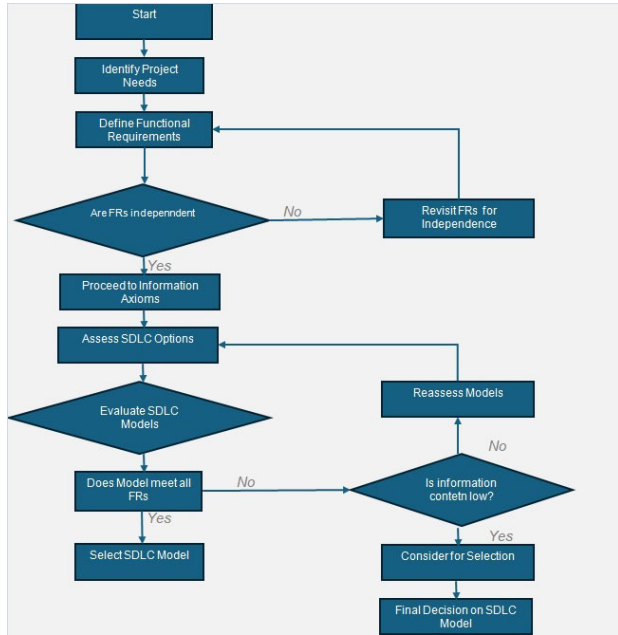 Start
Identify Project
Needs
Define Functional
Requirements
Are FRs indepenndent
No
Revisit FRs for
Independence
Yes
Proceed to Information
Axioms
Assess SDLC Options
Reassess Models
Evaluate SDLC
Models
No
Does Model meet all
FRs
No
Is information
contetn low?
Yes
Yes
Select SDLC Model
Consider for Selection
Final Decision on SDLC
Model